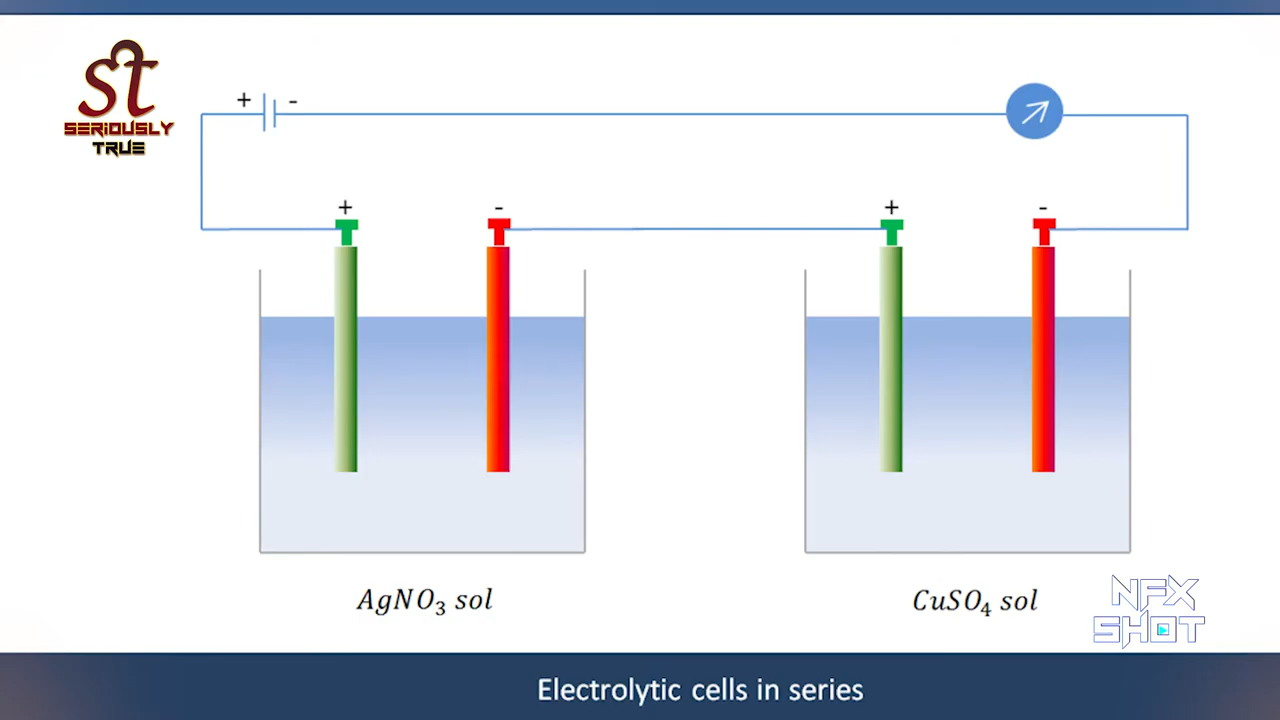 ST
SERIOUSLY
TRUE
+ -
+ - + -
AgNO₃ sol
CuSO₄ sol
NFX
SHOT
Electrolytic cells in series